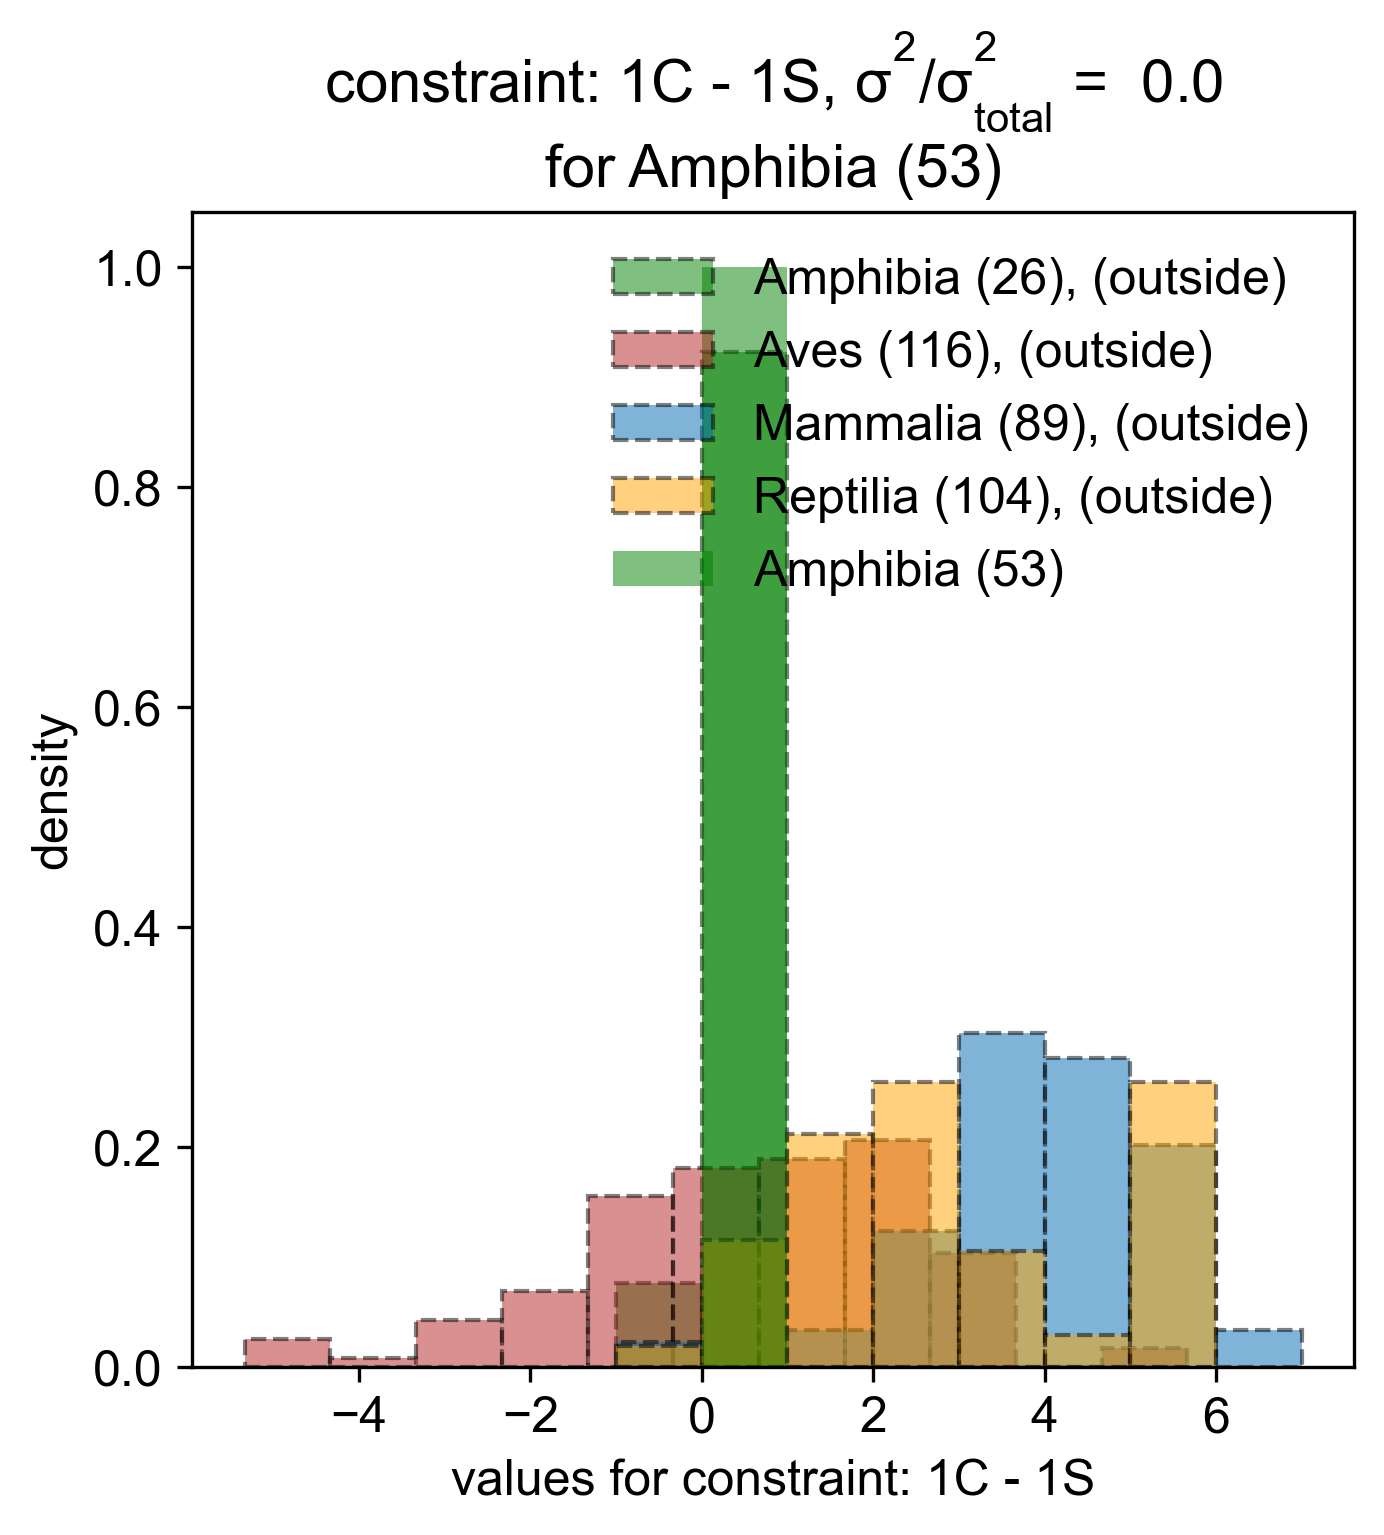 constraint: 1C - 1S, σ²/σ²total = 0.0
for Amphibia (53)
1.0
0.8
0.6
0.4
0.2
0.0
density
Amphibia (26), (outside)
Aves (116), (outside)
Mammalia (89), (outside)
Reptilia (104), (outside)
Amphibia (53)
−4 −2 0 2 4 6
values for constraint: 1C - 1S